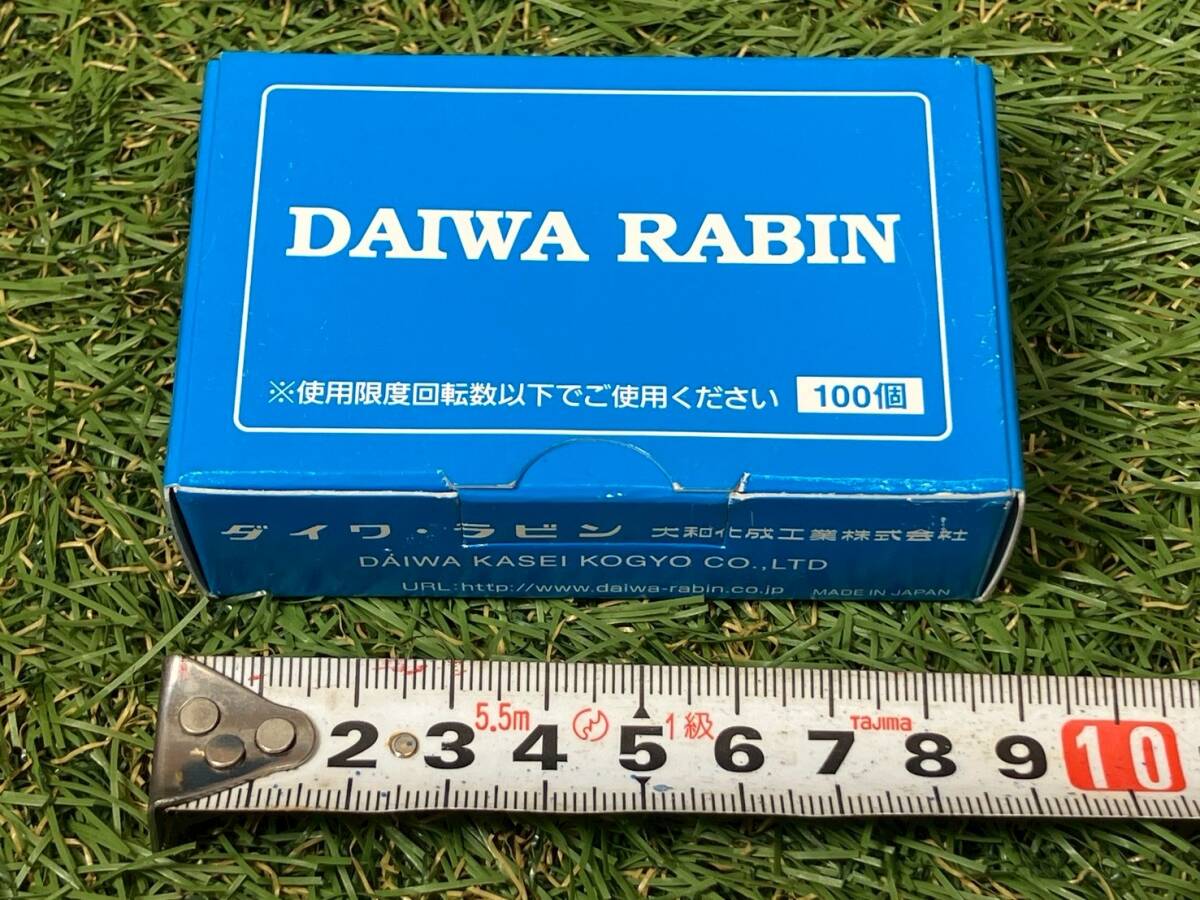 DAIWA RABIN
※使用限度回転数以下でご使用ください 100個
ダイワ・ラビン 大和化成工業株式会社
DAIWA KASEI KOGYO CO.,LTD
URL:http://www.daiwa-rabin.co.jp MADE IN JAPAN
5.5m 1級 TAJIMA
2 3 4 5 6 7 8 9 10